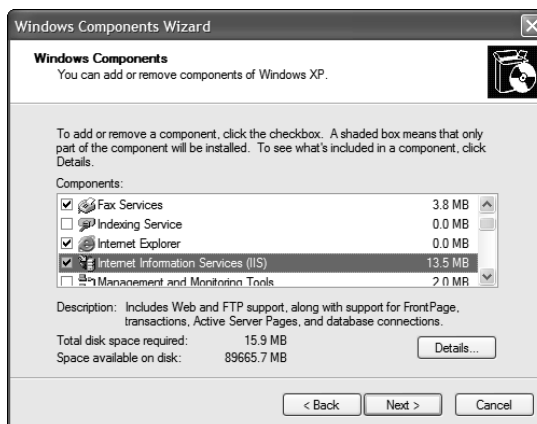 Windows Components Wizard
Windows Components
You can add or remove components of Windows XP.
To add or remove a component, click the checkbox. A shaded box means that only
part of the component will be installed. To see what's included in a component, click
Details.
Components:
Fax Services 3.8 MB
Indexing Service 0.0 MB
Internet Explorer 0.0 MB
Internet Information Services (IIS) 13.5 MB
Management and Monitoring Tools 2.0 MB
Description: Includes Web and FTP support, along with support for FrontPage,
transactions, Active Server Pages, and database connections.
Total disk space required: 15.9 MB
Space available on disk: 89665.7 MB
Details...
< Back Next > Cancel